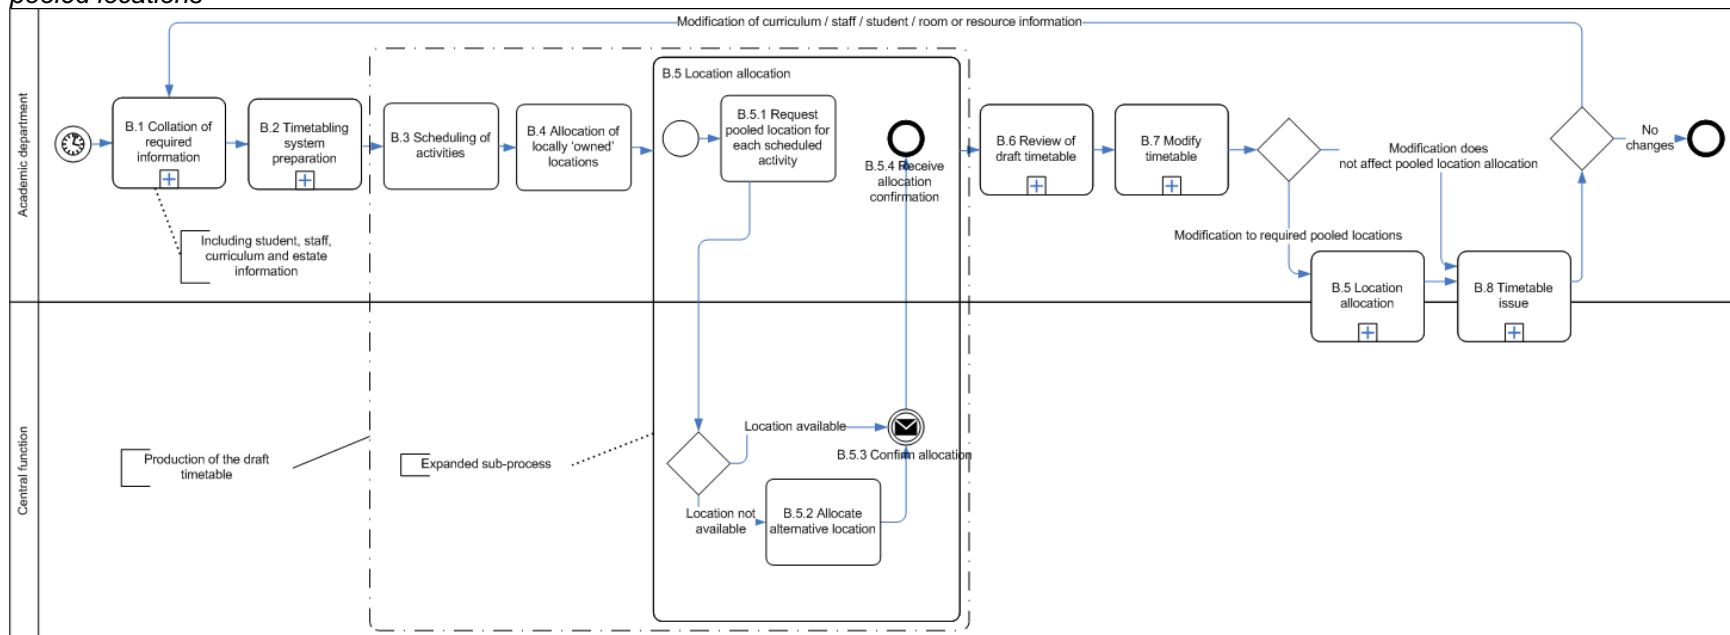 pooled locations
Modification of curriculum / staff / student / room or resource information
Academic department
B.1 Collation of
required
information
B.2 Timetabling
system
preparation
B.3 Scheduling of
activities
B.4 Allocation of
locally ‘owned’
locations
B.5 Location allocation
B.5.1 Request
pooled location for
each scheduled
activity
B.5.4 Receive
allocation
confirmation
B.6 Review of
draft timetable
B.7 Modify
timetable
Modification does
not affect pooled location allocation
No
changes
Including student, staff,
curriculum and estate
information
Modification to required pooled locations
B.5 Location
allocation
B.8 Timetable
issue
Central function
Production of the draft
timetable
Expanded sub-process
Location available
B.5.3 Confirm allocation
Location not
available
B.5.2 Allocate
alternative location